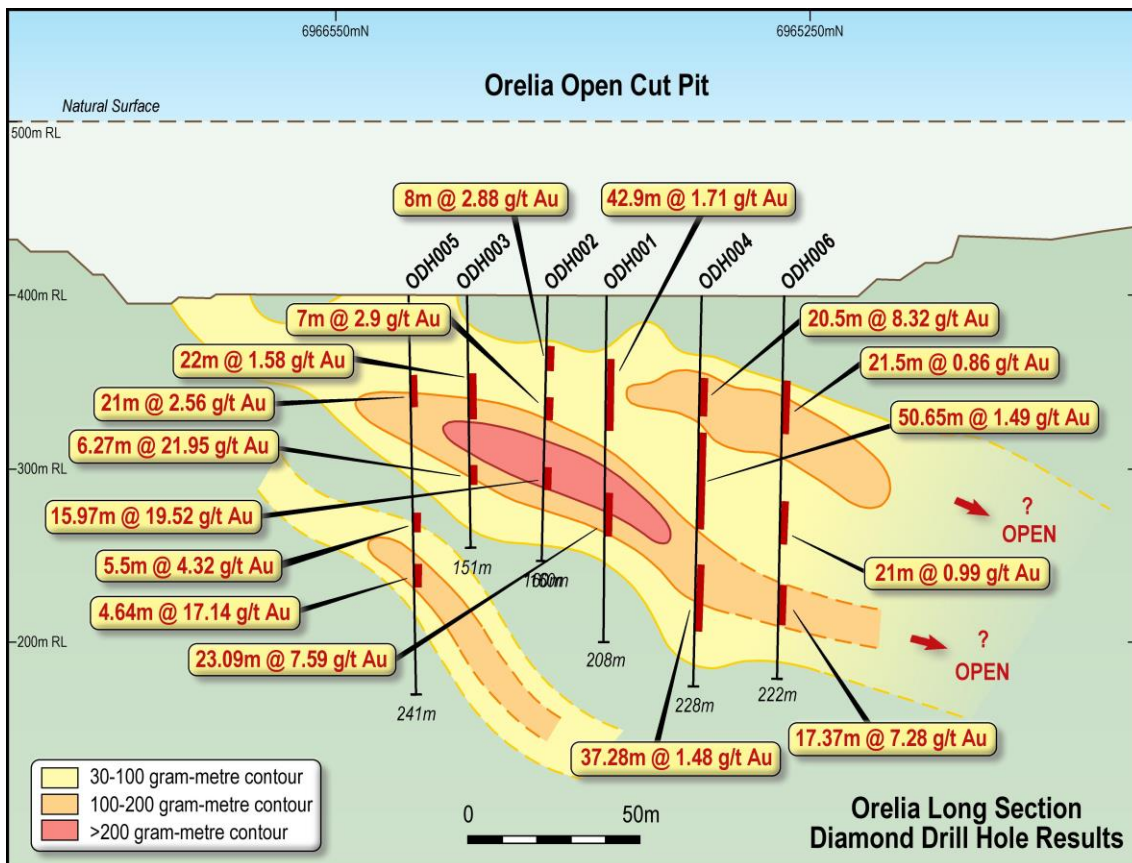 6966550mN
6965250mN
Orelia Open Cut Pit
Natural Surface
500m RL
8m @ 2.88 g/t Au
42.9m @ 1.71 g/t Au
ODH005
ODH003
ODH002
ODH001
ODH004
ODH006
400m RL
7m @ 2.9 g/t Au
20.5m @ 8.32 g/t Au
22m @ 1.58 g/t Au
21.5m @ 0.86 g/t Au
21m @ 2.56 g/t Au
50.65m @ 1.49 g/t Au
6.27m @ 21.95 g/t Au
300m RL
15.97m @ 19.52 g/t Au
?
OPEN
5.5m @ 4.32 g/t Au
151m
21m @ 0.99 g/t Au
4.64m @ 17.14 g/t Au
200m RL
23.09m @ 7.59 g/t Au
208m
?
OPEN
241m
228m
222m
37.28m @ 1.48 g/t Au
17.37m @ 7.28 g/t Au
30-100 gram-metre contour
100-200 gram-metre contour
>200 gram-metre contour
0
50m
Orelia Long Section
Diamond Drill Hole Results